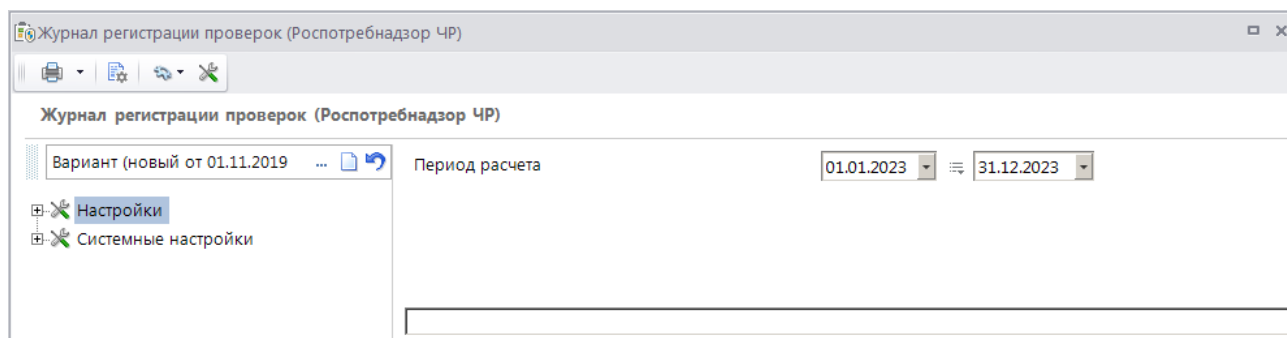 Журнал регистрации проверок (Роспотребнадзор ЧР)
Журнал регистрации проверок (Роспотребнадзор ЧР)
Вариант (новый от 01.11.2019 ...
Период расчета 01.01.2023 31.12.2023
Настройки
Системные настройки